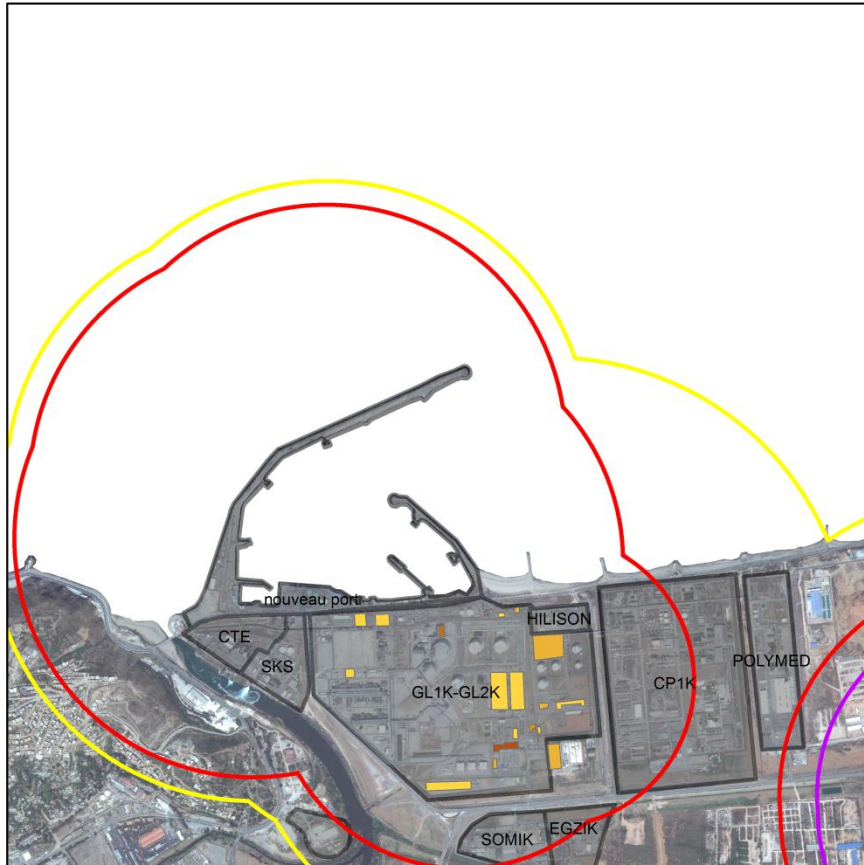 nouveau port
HILISON
CTE
SKS
POLYMED
CP1K
GL1K-GL2K
EGZIK
SOMIK